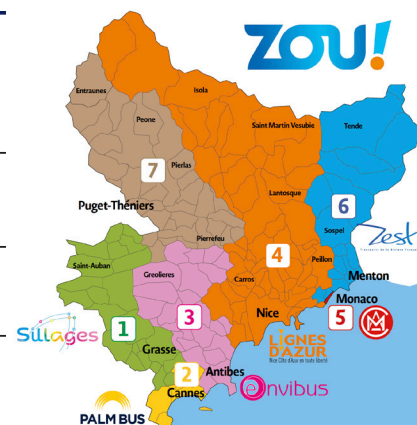 ZOU!
Isola
Entraunes
Peone
Saint Martin Vesubie
Tende
Pierlas
7
Lantosque
6
Puget-Théniers
Sospel
Zest
Pierrefeu
4
Peillon
Saint-Auban
Greolieres
Carros
Menton
Monaco
Sillages
1
3
Nice
5
Grasse
LIGNES
D'AZUR
2
Antibes
Envibus
Cannes
PALM BUS